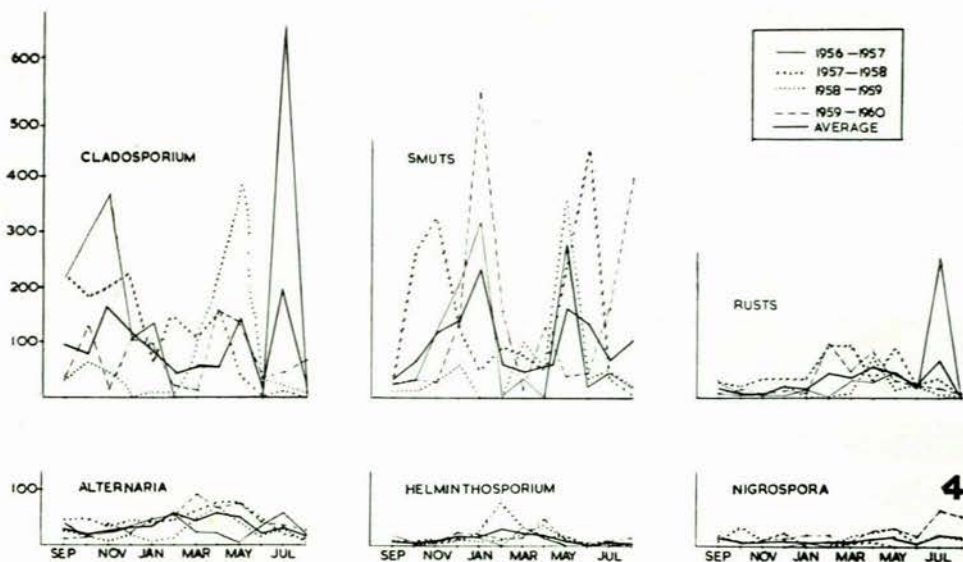 600
500
400
300
200
100
CLADOSPORIUM
SMUTS
RUSTS
1956—1957
1957—1958
1958—1959
1959—1960
AVERAGE
100
ALTERNARIA
HELMINTHOSPORIUM
NIGROSPORA
4
SEP NOV JAN MAR MAY JUL
SEP NOV JAN MAR MAY JUL
SEP NOV JAN MAR MAY JUL